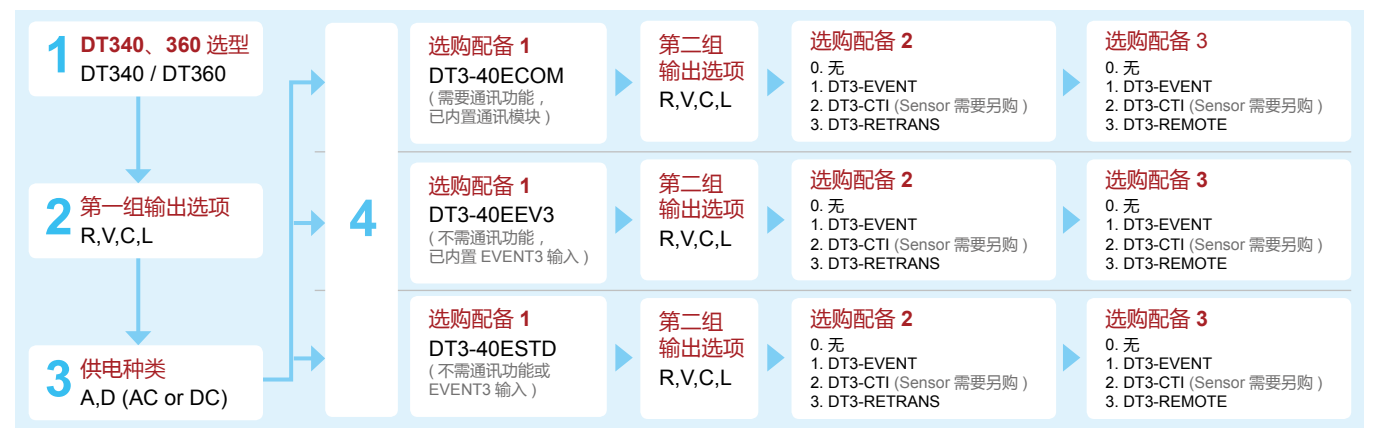 1
DT340、360 选型
DT340 / DT360
2
第一组输出选项
R,V,C,L
3
供电种类
A,D (AC or DC)
4
选购配备 1
DT3-40ECOM
( 需要通讯功能，
已内置通讯模块 )
第二组
输出选项
R,V,C,L
选购配备 2
0. 无
1. DT3-EVENT
2. DT3-CTI (Sensor 需要另购 )
3. DT3-RETRANS
选购配备 3
0. 无
1. DT3-EVENT
2. DT3-CTI (Sensor 需要另购 )
3. DT3-REMOTE
选购配备 1
DT3-40EEV3
( 不需通讯功能，
已内置 EVENT3 输入 )
第二组
输出选项
R,V,C,L
选购配备 2
0. 无
1. DT3-EVENT
2. DT3-CTI (Sensor 需要另购 )
3. DT3-RETRANS
选购配备 3
0. 无
1. DT3-EVENT
2. DT3-CTI (Sensor 需要另购 )
3. DT3-REMOTE
选购配备 1
DT3-40ESTD
( 不需通讯功能或
EVENT3 输入 )
第二组
输出选项
R,V,C,L
选购配备 2
0. 无
1. DT3-EVENT
2. DT3-CTI (Sensor 需要另购 )
3. DT3-RETRANS
选购配备 3
0. 无
1. DT3-EVENT
2. DT3-CTI (Sensor 需要另购 )
3. DT3-REMOTE